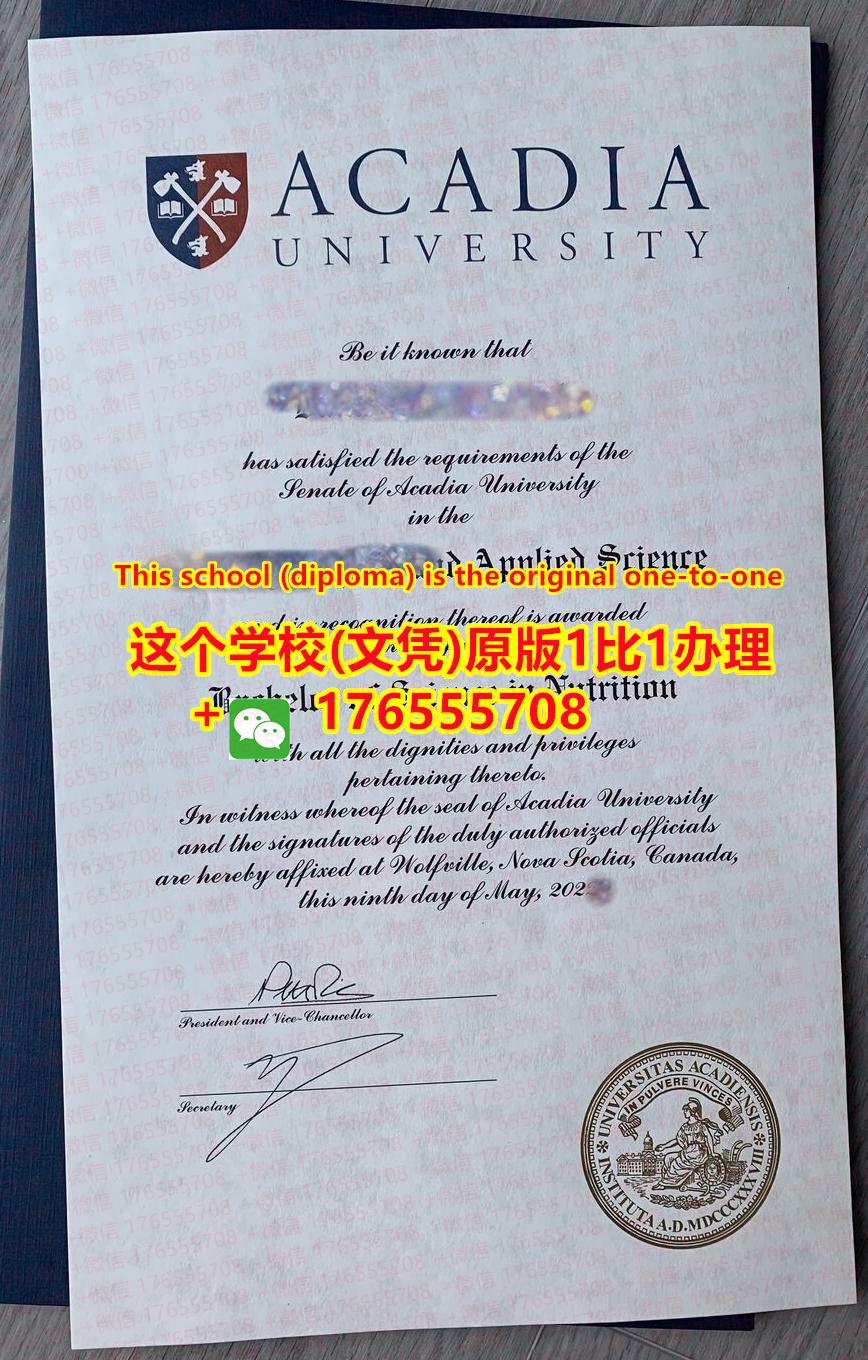 ACADIA
UNIVERSITY
Be it known that
has satisfied the requirements of the
Senate of Acadia University
in the
Applied Science
This school (diploma) is the original one-to-one
recognition thereof is awarded
这个学校(文凭)原版1比1办理
Nutrition
+ 176555708
all the dignities and privileges
pertaining thereto.
In witness whereof the seal of Acadia University
and the signatures of the duly authorized officials
are hereby affixed at Wolfville, Nova Scotia, Canada,
this ninth day of May, 202
President and Vice-Chancellor
Secretary
UNIVERSITAS ACADIENSIS
IN PULVERE VINCES
INSTITUTA A.D. MDCCCXXXVIII
+微信 176555708